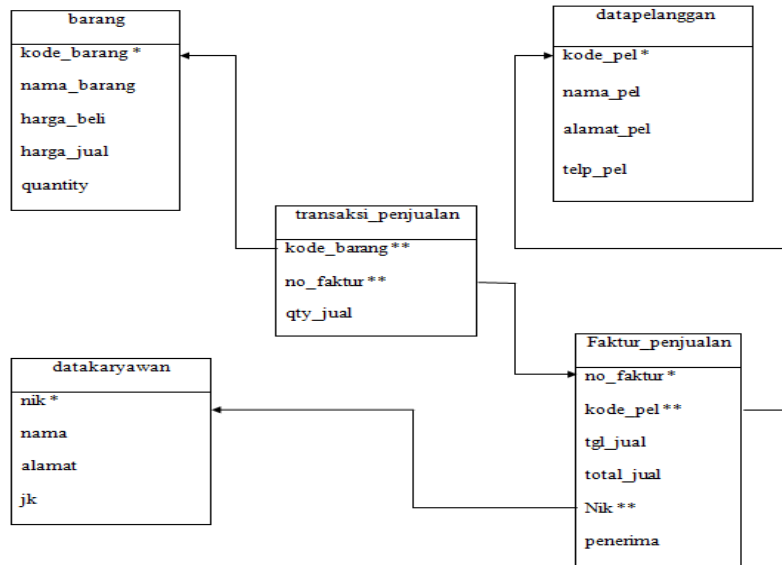 barang
kode_barang *
nama_barang
harga_beli
harga_jual
quantity
datapelanggan
kode_pel *
nama_pel
alamat_pel
telp_pel
transaksi_penjualan
kode_barang **
no_faktur **
qty_jual
datakaryawan
nik *
nama
alamat
jk
Faktur_penjualan
no_faktur *
kode_pel **
tgl_jual
total_jual
Nik **
penerima